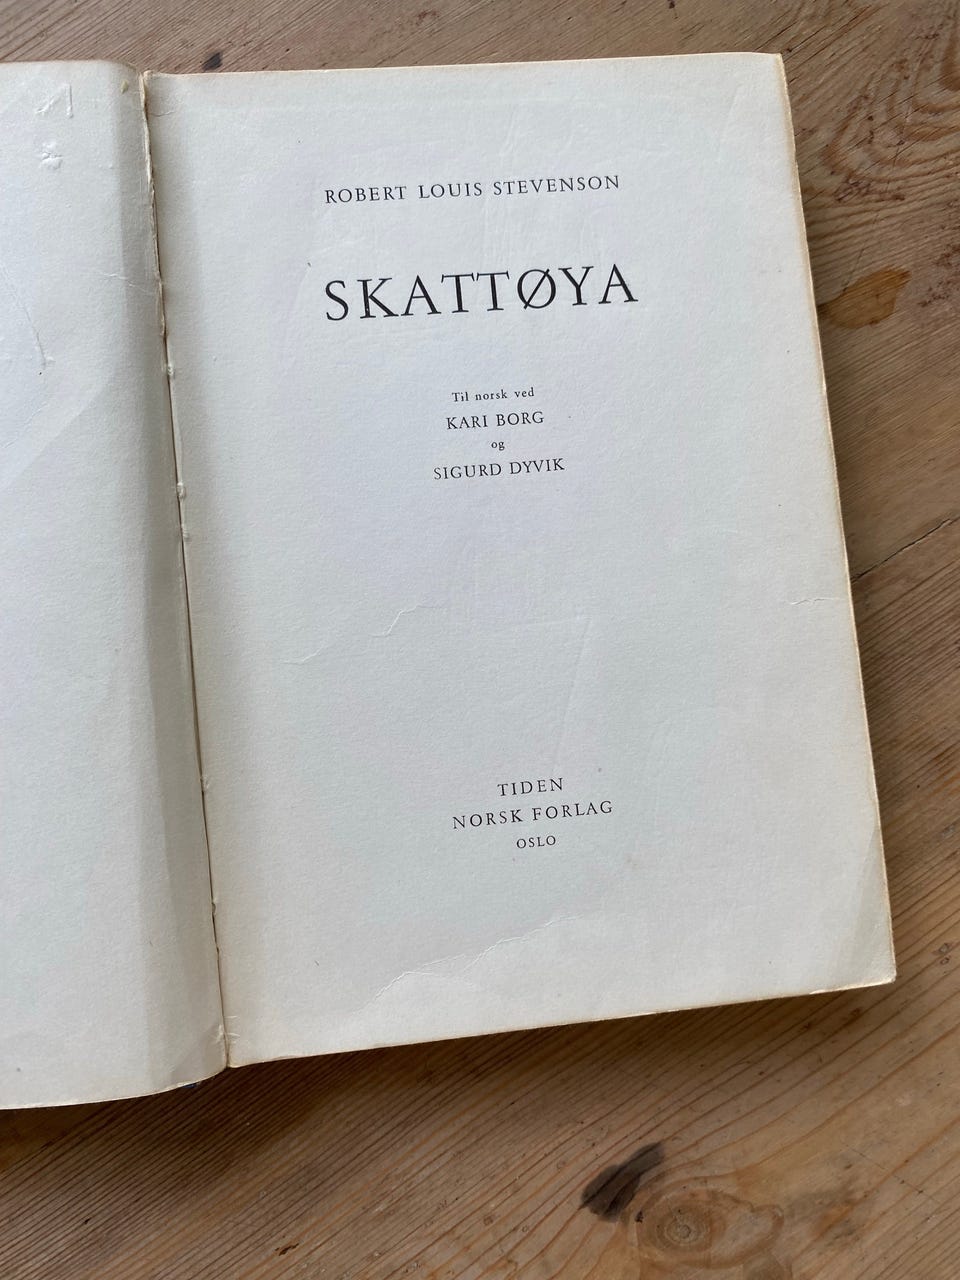 ROBERT LOUIS STEVENSON
SKATTØYA
Til norsk ved
KARI BORG
og
SIGURD DYVIK
TIDEN
NORSK FORLAG
OSLO